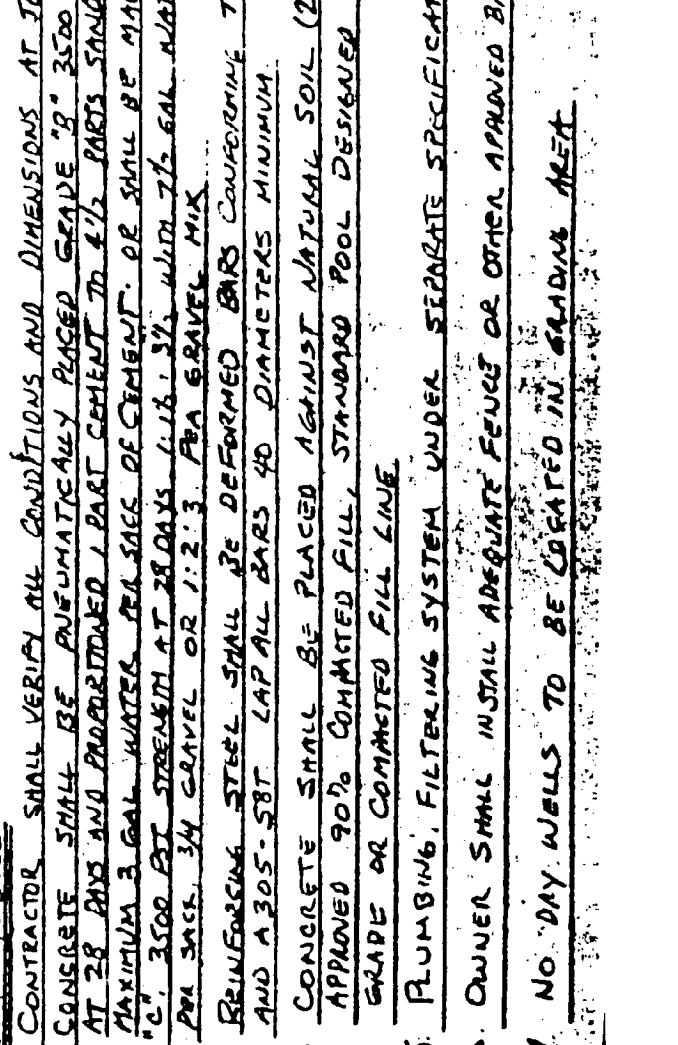 CONTRACTOR SHALL VERIFY ALL CONDITIONS AND DIMENSIONS AT
CONCRETE SHALL BE PNEUMATICALLY PLACED GRADE "B" 3500
AT 28 DAYS AND PROPORTIONED 1 PART CEMENT TO 4½ PARTS SAND
MAXIMUM 3 GAL WATER PER SACK OF CEMENT. OR SHALL BE
"C". 3500 PSI STRENGTH AT 28 DAYS WITH 7½ GAL
PER SACK, 3/4 GRAVEL OR 1:2:3 PEA GRAVEL MIX
REINFORSING STEEL SHALL BE DEFORMED BARS CONFORMING
AND A305-58T LAP ALL BARS 40 DIAMETERS MINIMUM.
CONCRETE SHALL BE PLACED AGAINST NATURAL SOIL (2
APPROVED 90% COMPACTED FILL, STANDARD POOL DESIGNED
GRADE OR COMPACTED FILL LINE
PLUMBING, FILTERING SYSTEM UNDER SEPARATE
OWNER SHALL INSTALL ADEQUATE FENCE OR OTHER APPROVED
NO DRY WELLS TO BE LOCATED IN GRADING AREA